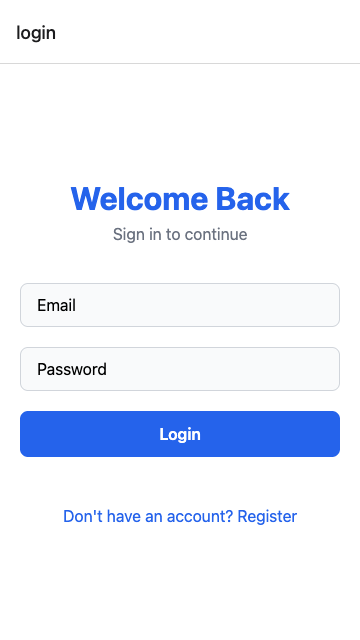 login
Welcome Back
Sign in to continue
Email
Password
Login
Don't have an account? Register